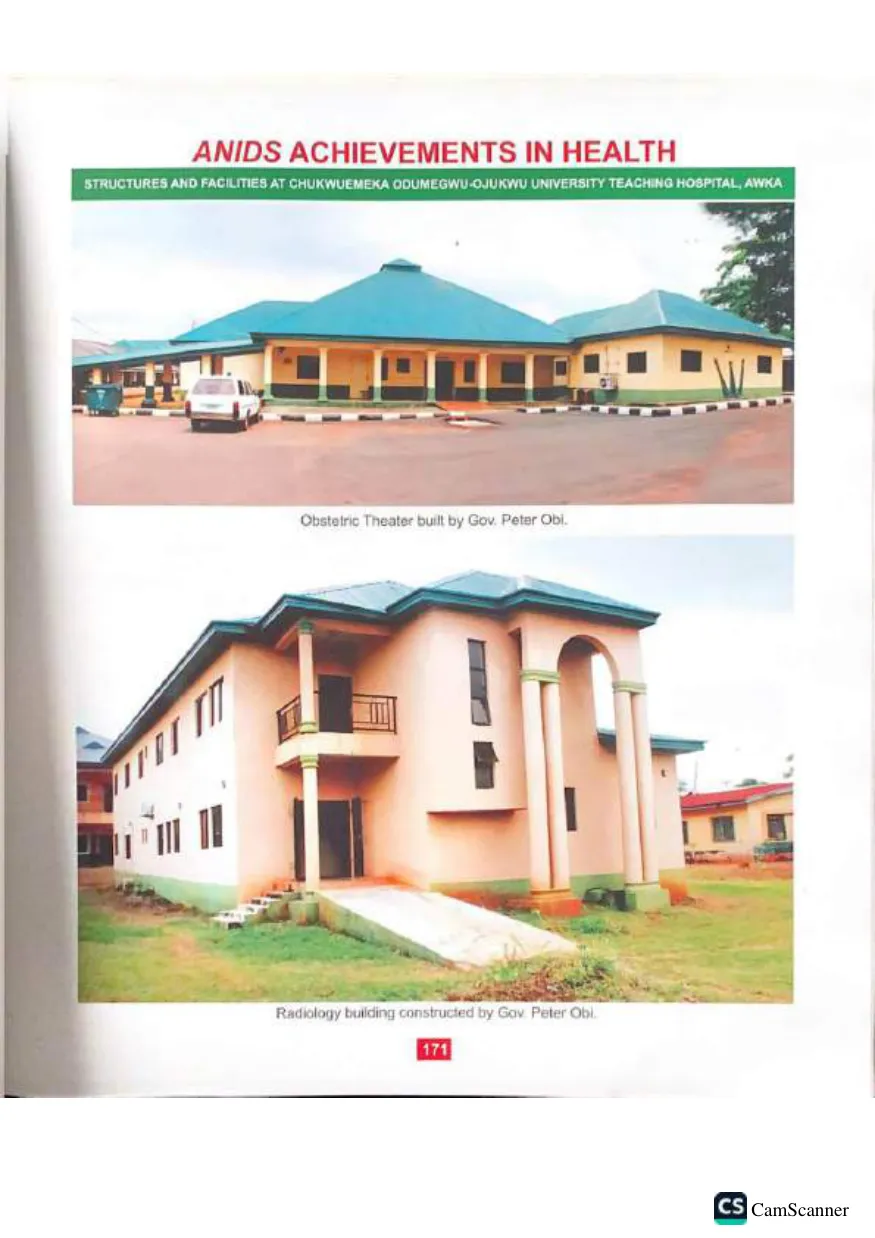 ANIDS ACHIEVEMENTS IN HEALTH
STRUCTURES AND FACILITIES AT CHUKWUEMEKA ODUMEGWU-OJUKWU UNIVERSITY TEACHING HOSPITAL, AWKA
Obstetric Theater built by Gov. Peter Obi.
Radiology building constructed by Gov. Peter Obi.
171
CS CamScanner